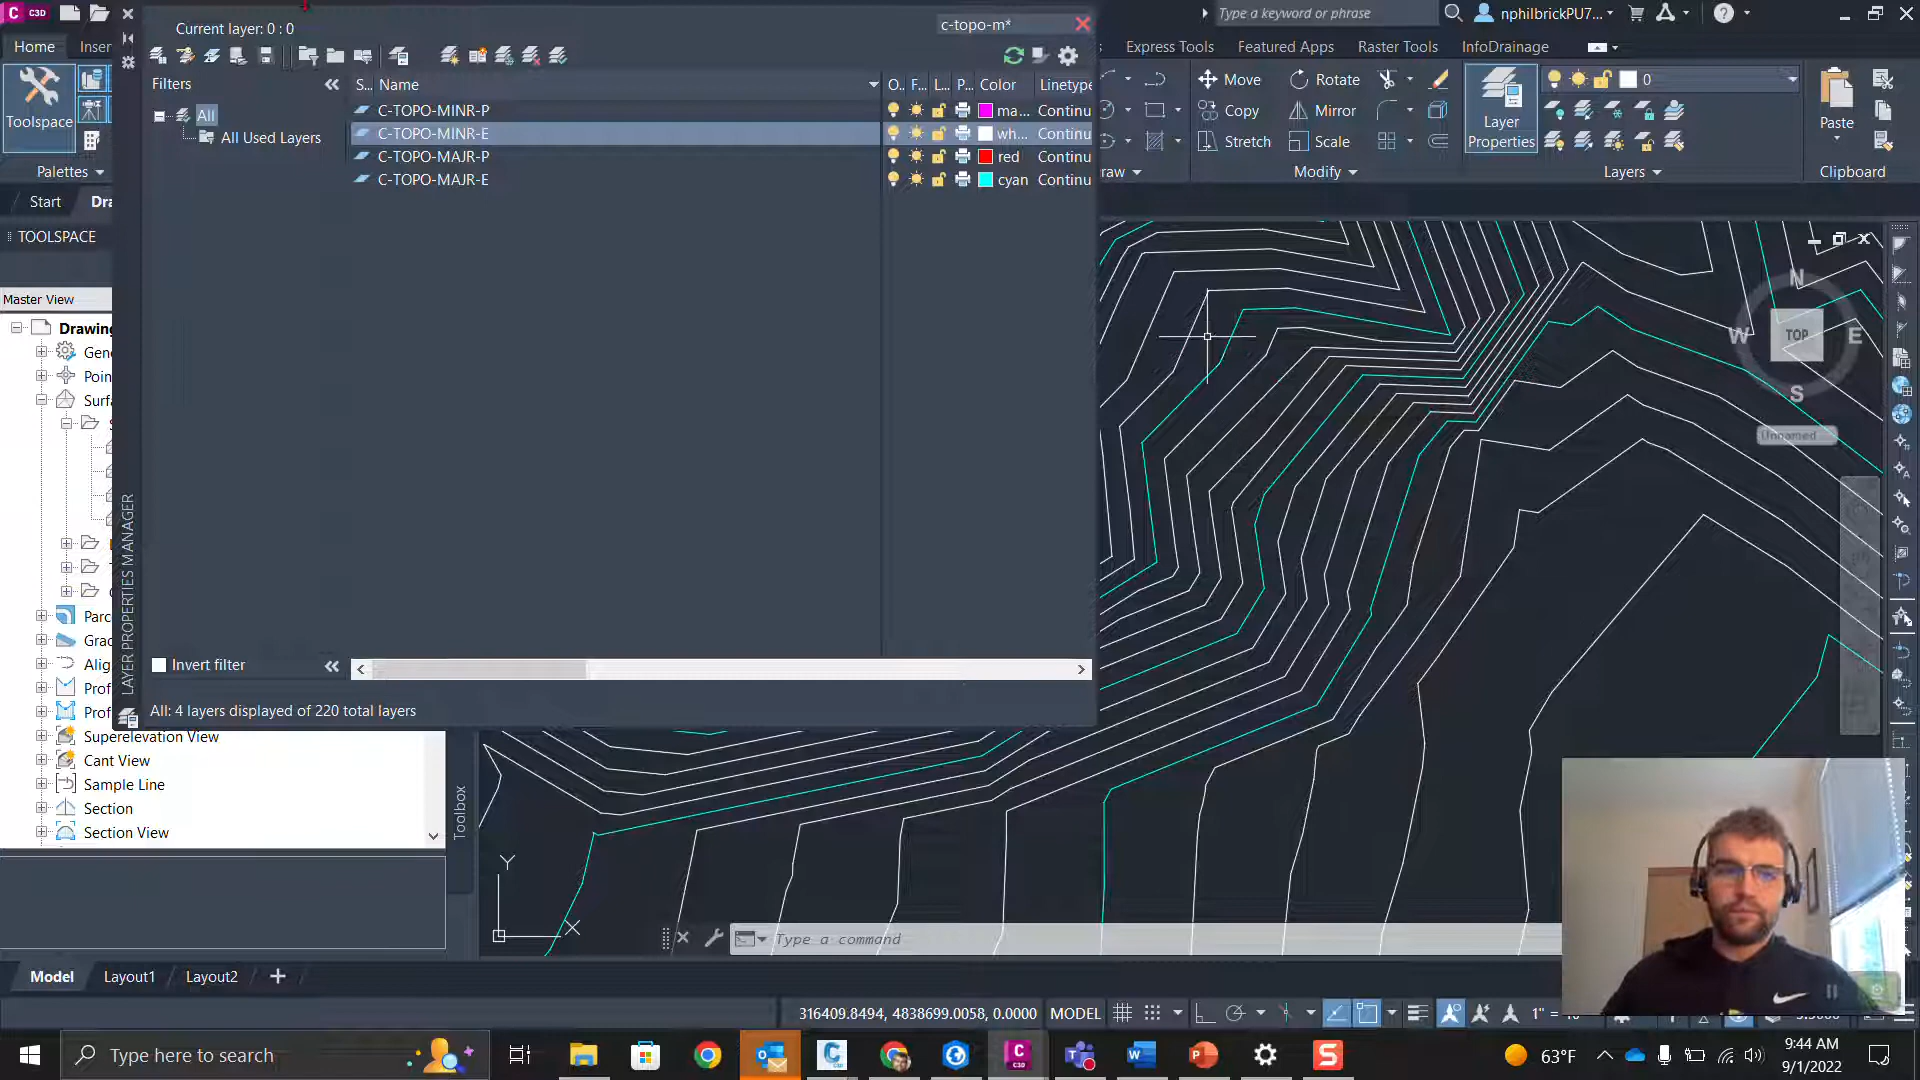 C C3D
Current layer: 0 : 0
c-topo-m*
Type a keyword or phrase
nphilbrickPU7...
Home Inser
Express Tools Featured Apps Raster Tools InfoDrainage
Filters
S... Name O.. F... L... P... Color Linetype
All
All Used Layers
C-TOPO-MINR-P ma... Continu
C-TOPO-MINR-E wh... Continu
C-TOPO-MAJR-P red Continu
C-TOPO-MAJR-E cyan Continu
Toolspace
Palettes
Move Rotate
Copy Mirror
Stretch Scale
raw Modify
Layer
Properties
0
Layers
Paste
Clipboard
Start Dra
TOOLSPACE
Master View
Drawing
Gene
Poin
Surfa
Parc
Grad
Alig
Prof
Prof
Superelevation View
Cant View
Sample Line
Section
Section View
Toolbox
LAYER PROPERTIES MANAGER
Invert filter
All: 4 layers displayed of 220 total layers
N
W TOP E
S
Unnamed
Y
X
Type a command
Model Layout1 Layout2 +
316409.8494, 4838699.0058, 0.0000 MODEL
Type here to search
63°F
9:44 AM
9/1/2022